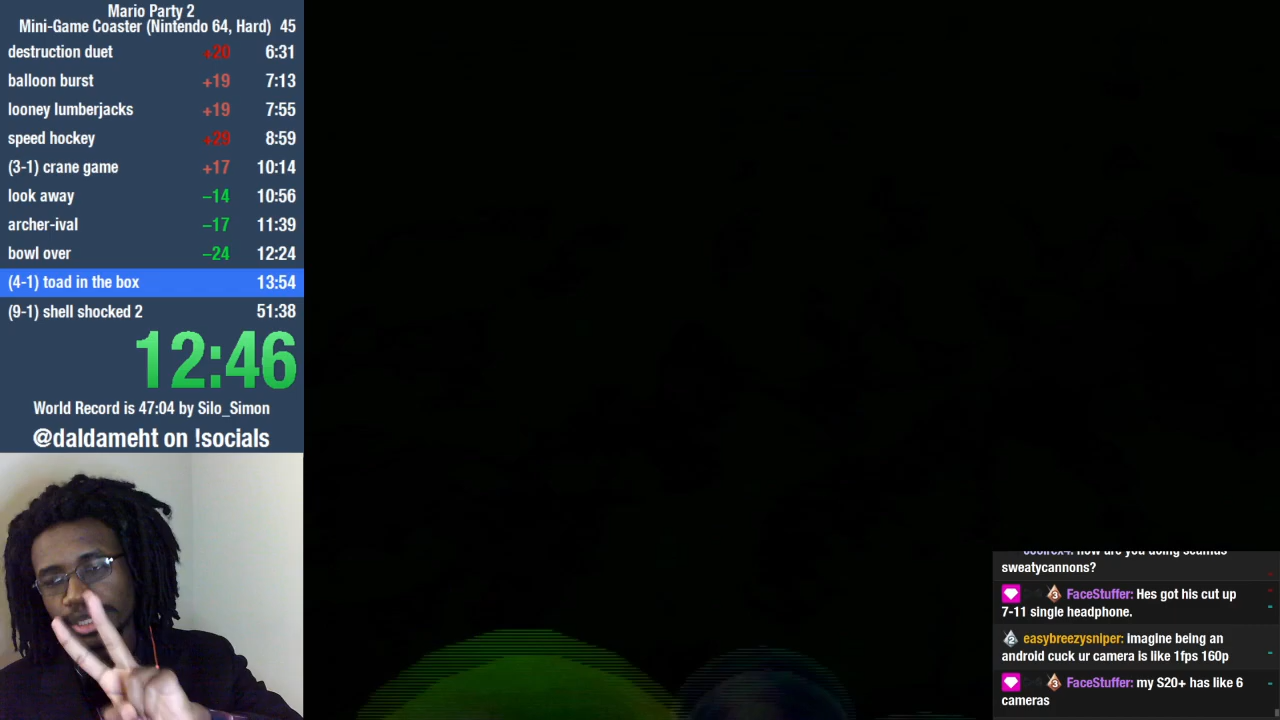 Mario Party 2
Mini-Game Coaster (Nintendo 64, Hard) 45
destruction duet +20 6:31
balloon burst +19 7:13
looney lumberjacks +19 7:55
speed hockey +29 8:59
(3-1) crane game +17 10:14
look away −14 10:56
archer-ival −17 11:39
bowl over −24 12:24
(4-1) toad in the box 13:54
(9-1) shell shocked 2 51:38
12:46
World Record is 47:04 by Silo_Simon
@daldameht on !socials
how are you doing seamus
sweatycannons?
FaceStuffer: Hes got his cut up
7-11 single headphone.
easybreezysniper: imagine being an
android cuck ur camera is like 1fps 160p
FaceStuffer: my S20+ has like 6
cameras